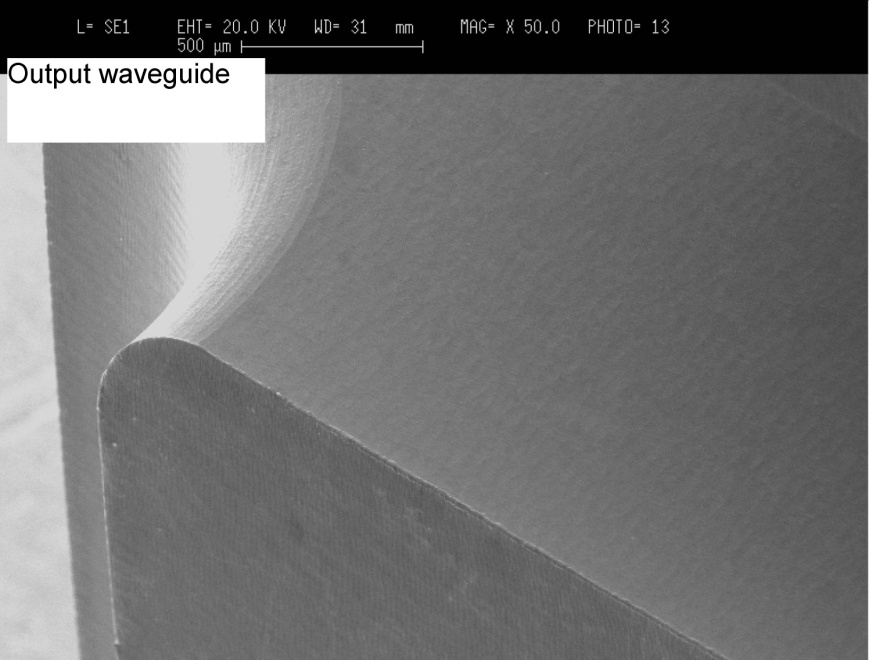 L= SE1 EHT= 20.0 KV WD= 31 mm MAG= X 50.0 PHOTO= 13
500 µm
Output waveguide